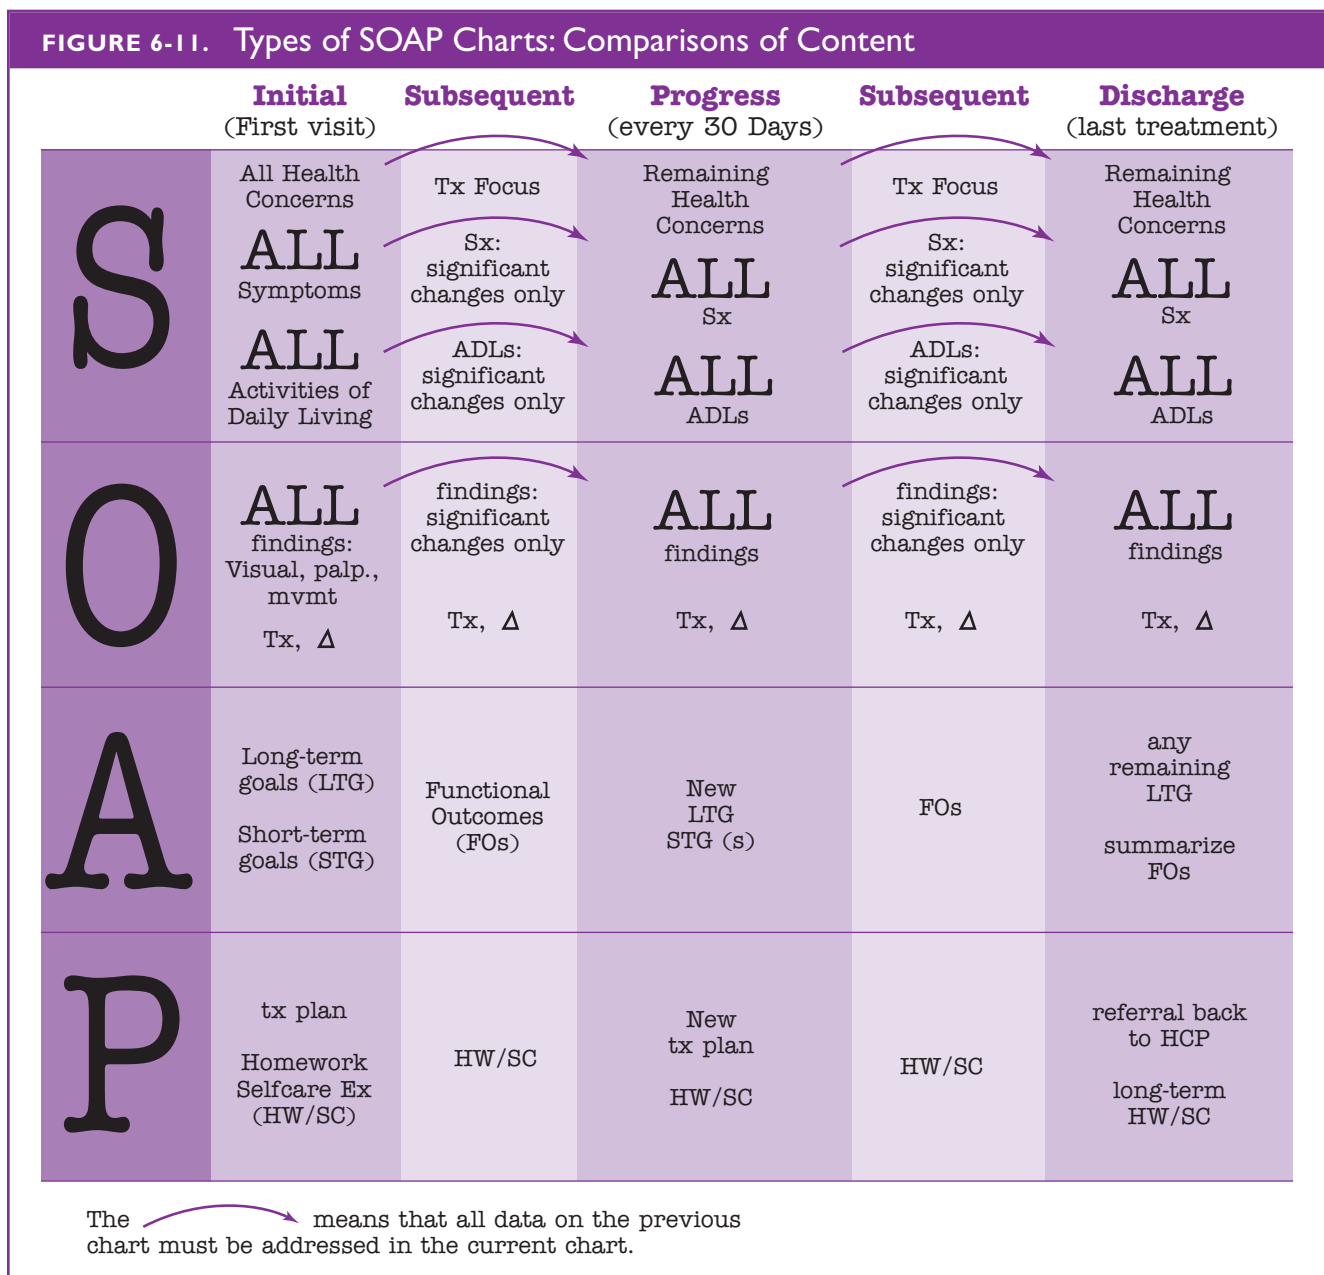 FIGURE 6-11. Types of SOAP Charts: Comparisons of Content
Initial
(First visit)
Subsequent
Progress
(every 30 Days)
Subsequent
Discharge
(last treatment)
S
All Health
Concerns
ALL
Symptoms
ALL
Activities of
Daily Living
Tx Focus
Sx:
significant
changes only
ADLs:
significant
changes only
Remaining
Health
Concerns
ALL
Sx
ALL
ADLs
Tx Focus
Sx:
significant
changes only
ADLs:
significant
changes only
Remaining
Health
Concerns
ALL
Sx
ALL
ADLs
O
ALL
findings:
Visual, palp.,
mvmt
Tx, Δ
findings:
significant
changes only
Tx, Δ
ALL
findings
Tx, Δ
findings:
significant
changes only
Tx, Δ
ALL
findings
Tx, Δ
A
Long-term
goals (LTG)
Short-term
goals (STG)
Functional
Outcomes
(FOs)
New
LTG
STG (s)
FOs
any
remaining
LTG
summarize
FOs
P
tx plan
Homework
Selfcare Ex
(HW/SC)
HW/SC
New
tx plan
HW/SC
HW/SC
referral back
to HCP
long-term
HW/SC
The means that all data on the previous
chart must be addressed in the current chart.